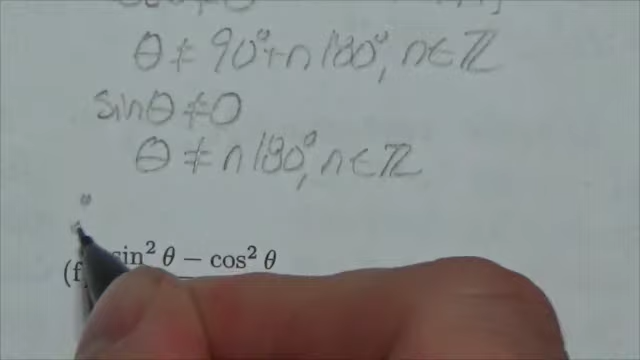 θ ≠ 90° + n180°, n ∈ ℤ
sinθ ≠ 0
θ ≠ n180°, n ∈ ℤ
(f) sin² θ − cos² θ